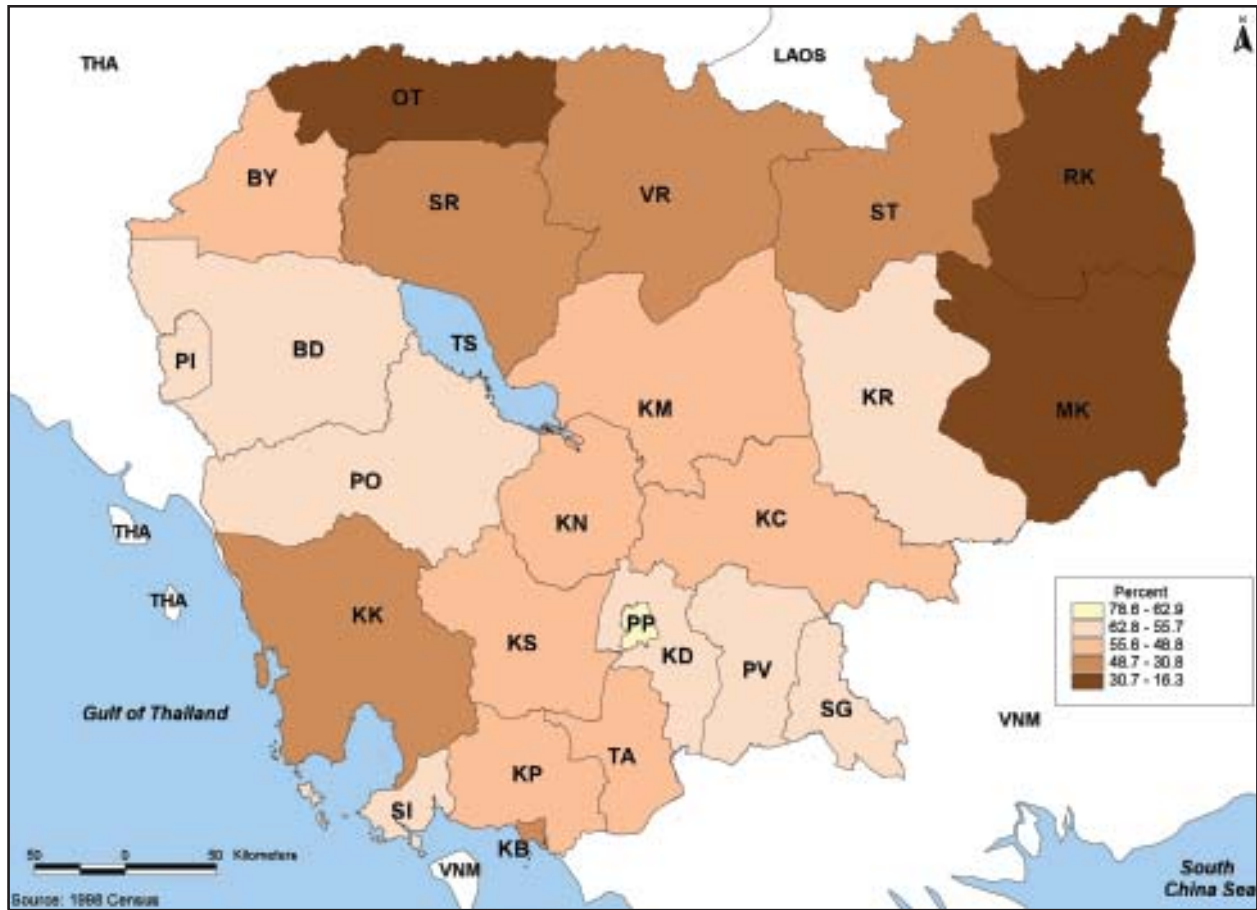 N
THA
LAOS
OT
BY
SR
VR
ST
RK
TS
PI
BD
KM
KR
MK
PO
KN
KC
THA
THA
KK
KS
PP
KD
PV
SG
Percent
78.6 - 62.9
62.8 - 55.7
55.6 - 48.8
48.7 - 30.8
30.7 - 16.3
Gulf of Thailand
VNM
TA
KP
SI
KB
VNM
50 0 50 Kilometers
South
China Sea
Source: 1998 Census